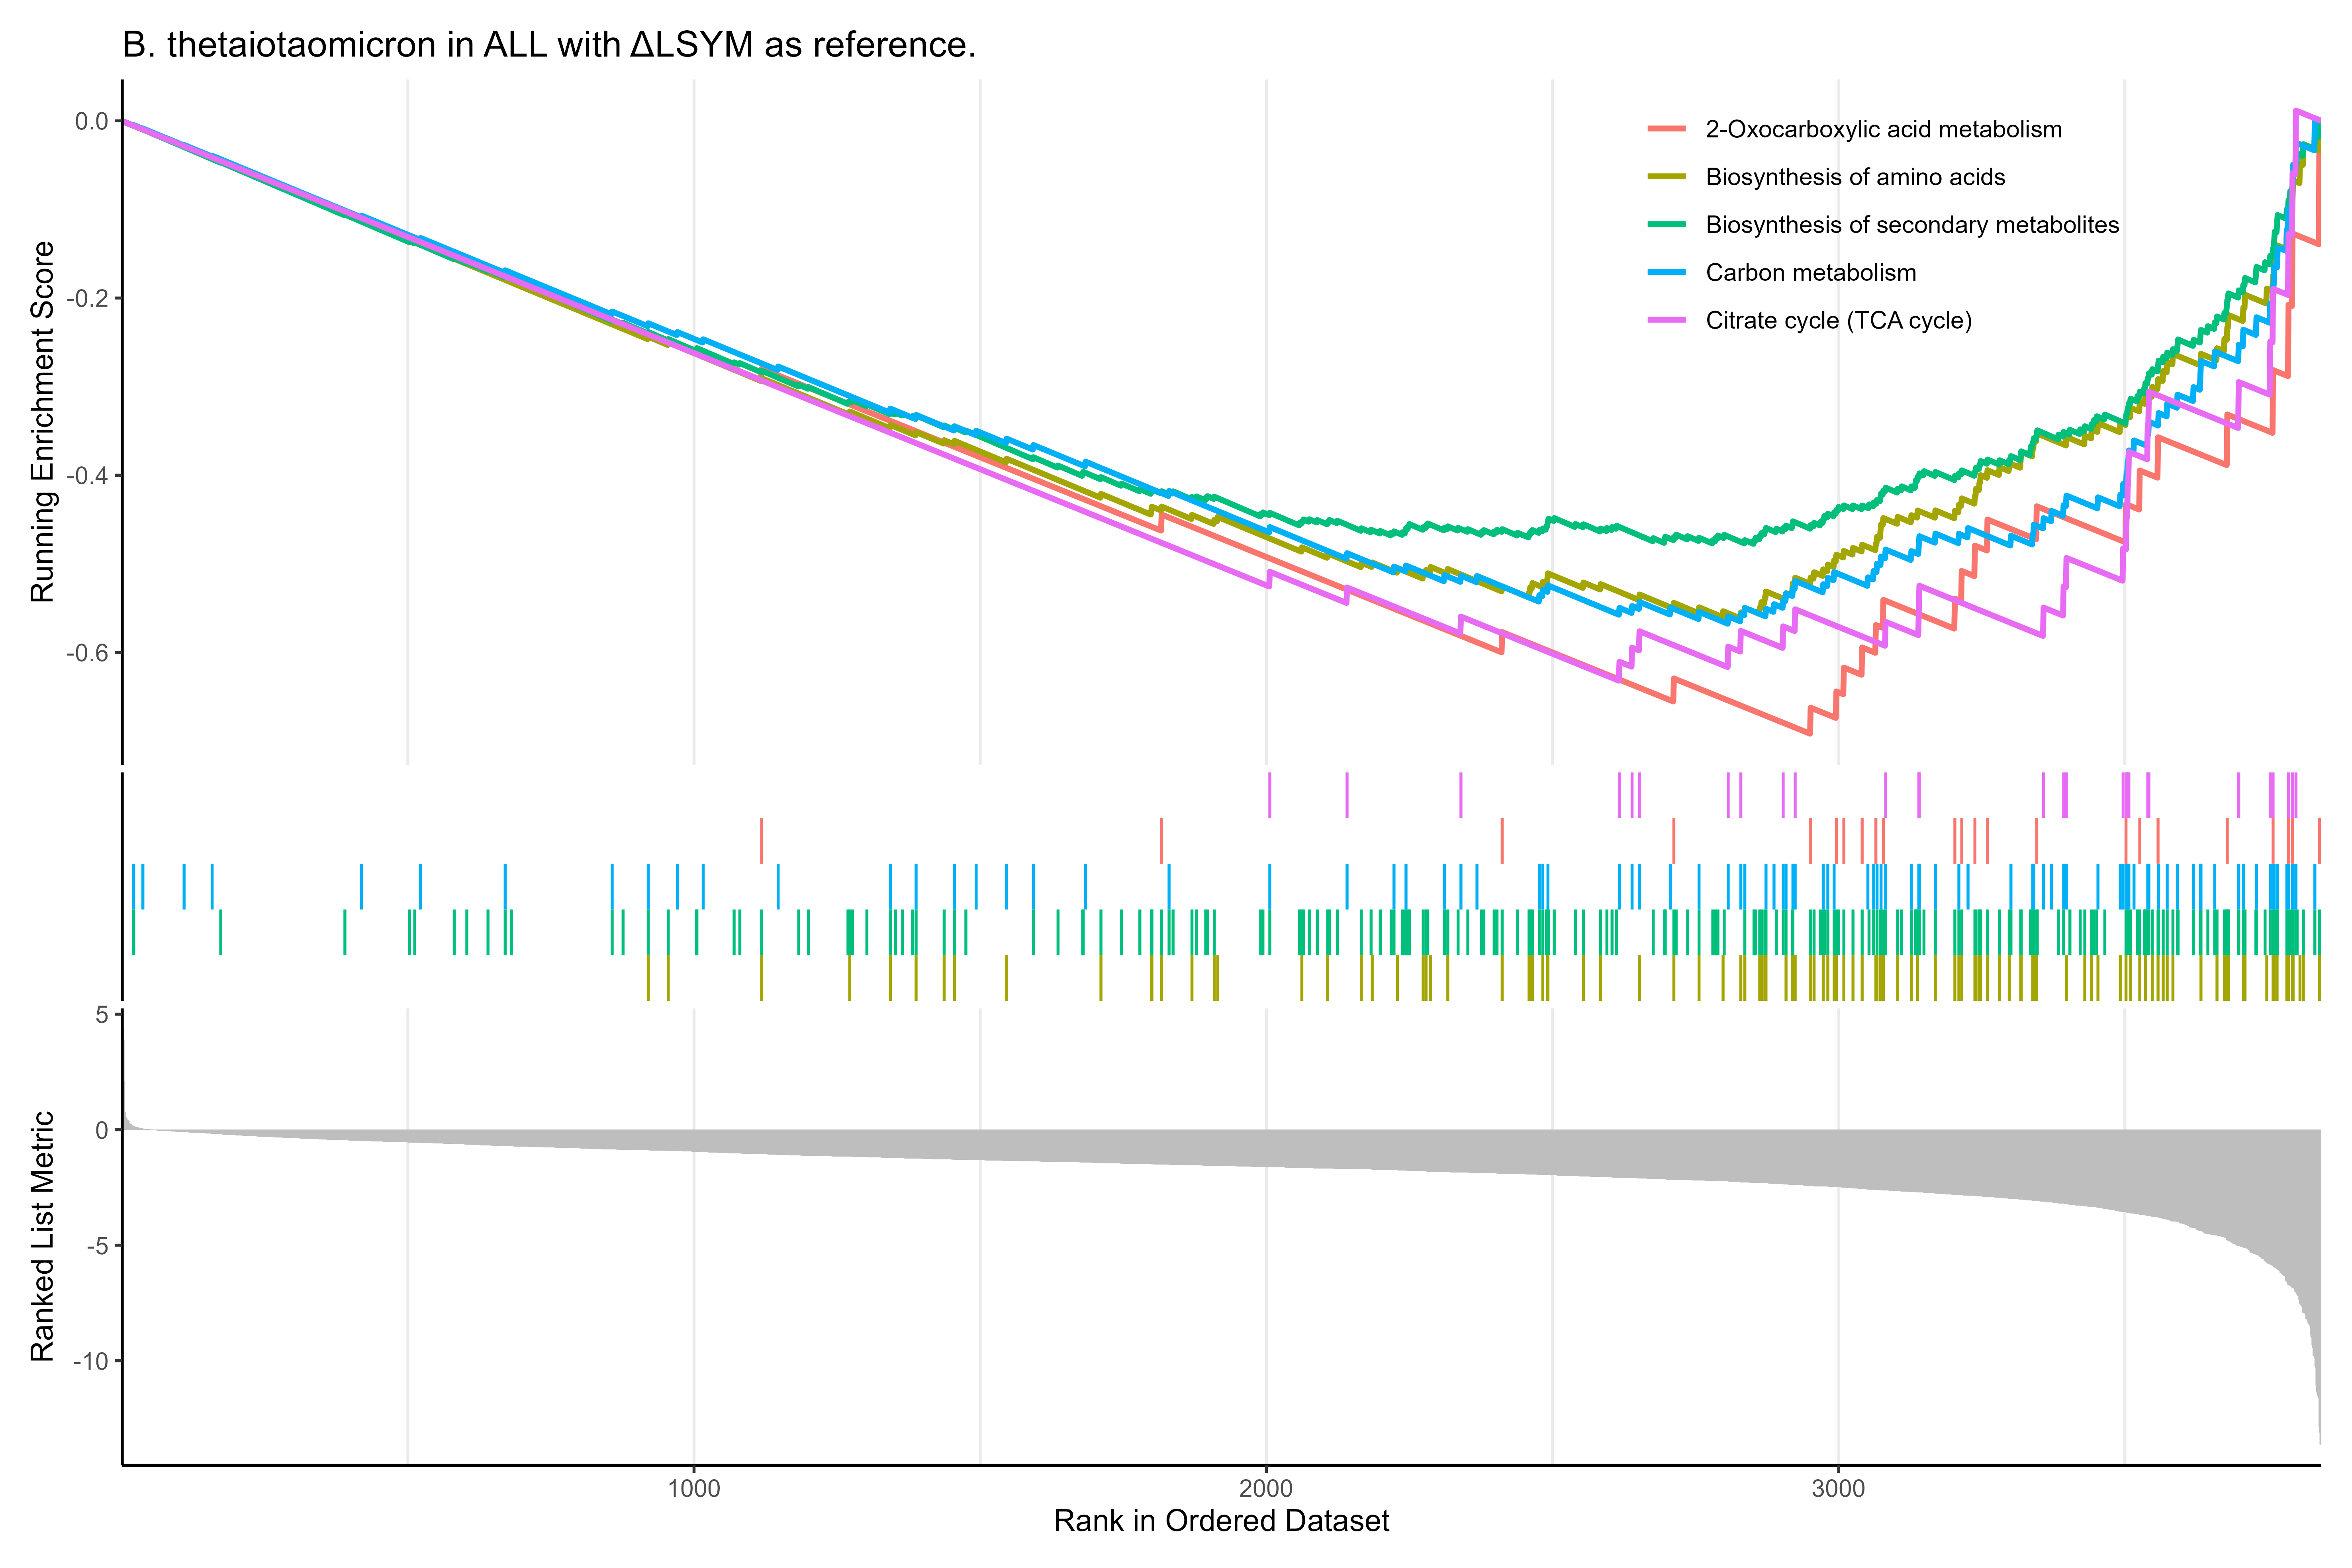 B. thetaiotaomicron in ALL with ΔLSYM as reference.
Running Enrichment Score
0.0
-0.2
-0.4
-0.6
2-Oxocarboxylic acid metabolism
Biosynthesis of amino acids
Biosynthesis of secondary metabolites
Carbon metabolism
Citrate cycle (TCA cycle)
Ranked List Metric
5
0
-5
-10
1000
2000
3000
Rank in Ordered Dataset